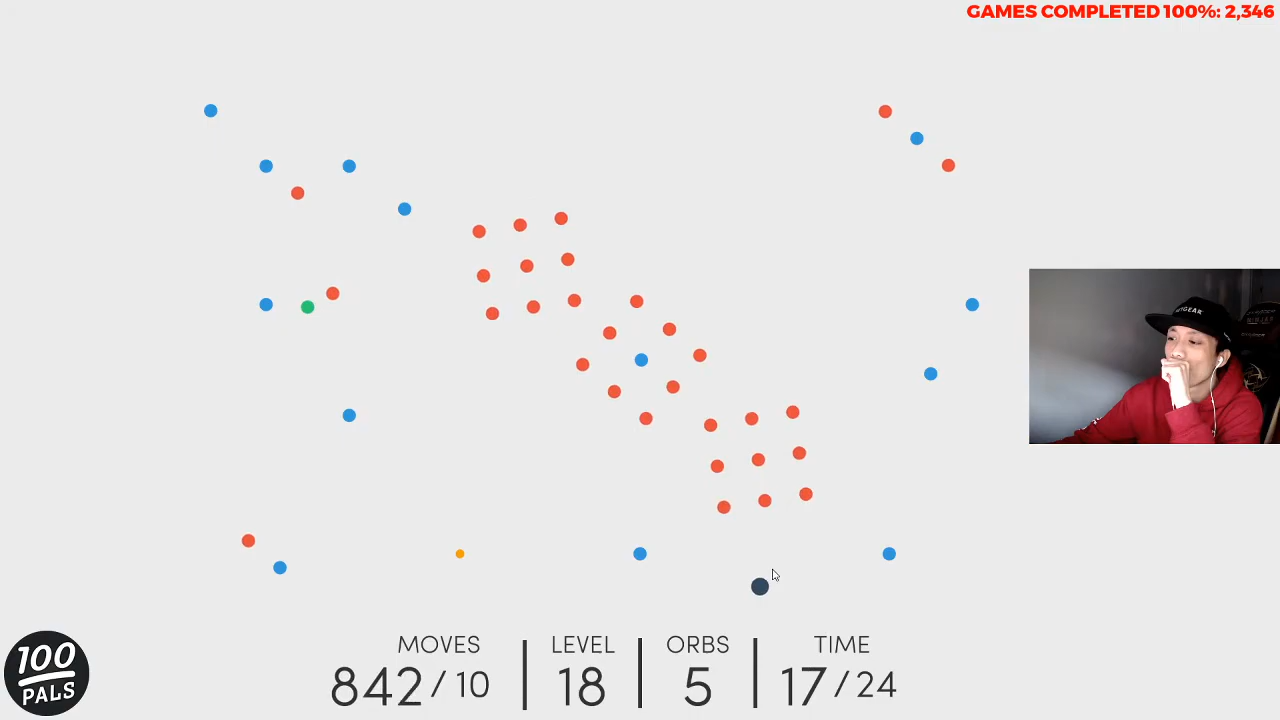 GAMES COMPLETED 100%: 2,346
MOVES
842 / 10
LEVEL
18
ORBS
5
TIME
17 / 24
100
PALS